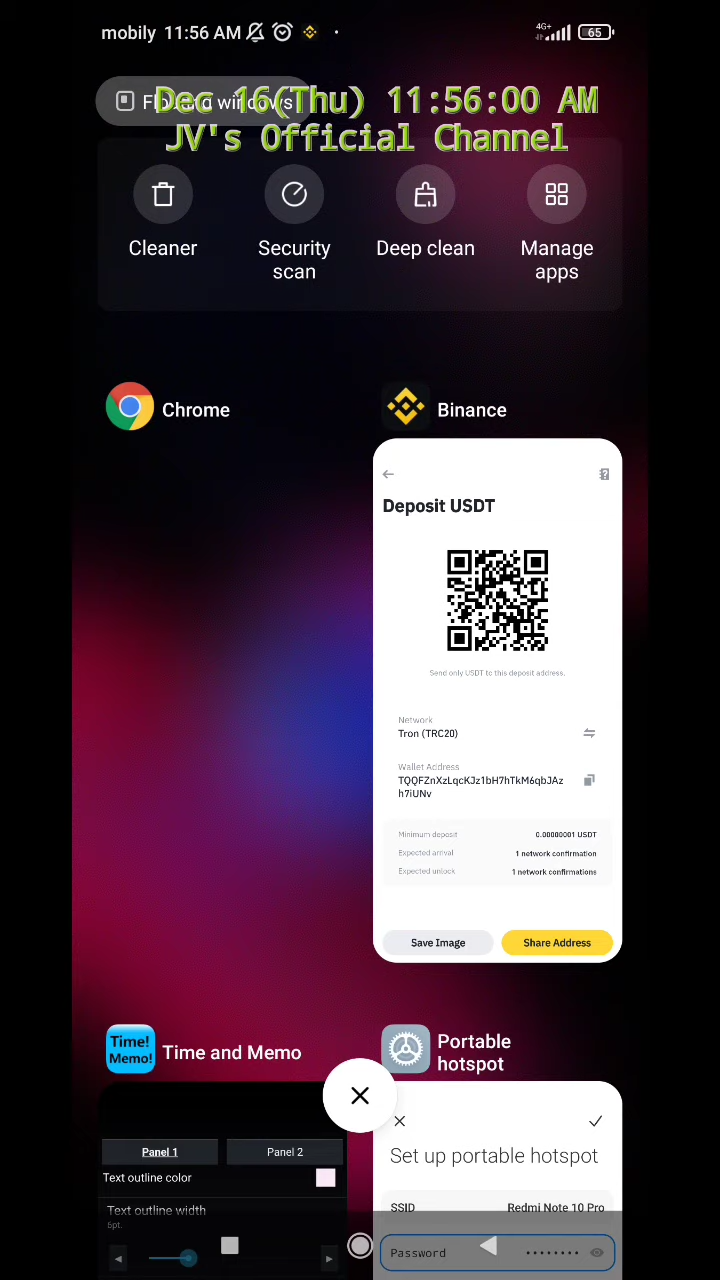 mobily 11:56 AM
4G+
65
Floating windows
Dec 16(Thu) 11:56:00 AM
JV's Official Channel
Cleaner
Security scan
Deep clean
Manage apps
Chrome
Binance
Deposit USDT
Send only USDT to this deposit address.
Network
Tron (TRC20)
Wallet Address
TQQFZnXzLqcKJz1bH7hTkM6qbJAz
h7iUNv
Minimum deposit 0.00000001 USDT
Expected arrival 1 network confirmation
Expected unlock 1 network confirmations
Save Image
Share Address
Time!
Memo!
Time and Memo
Portable
hotspot
Panel 1
Panel 2
Text outline color
Text outline width
6pt.
Set up portable hotspot
SSID Redmi Note 10 Pro
Password ••••••••